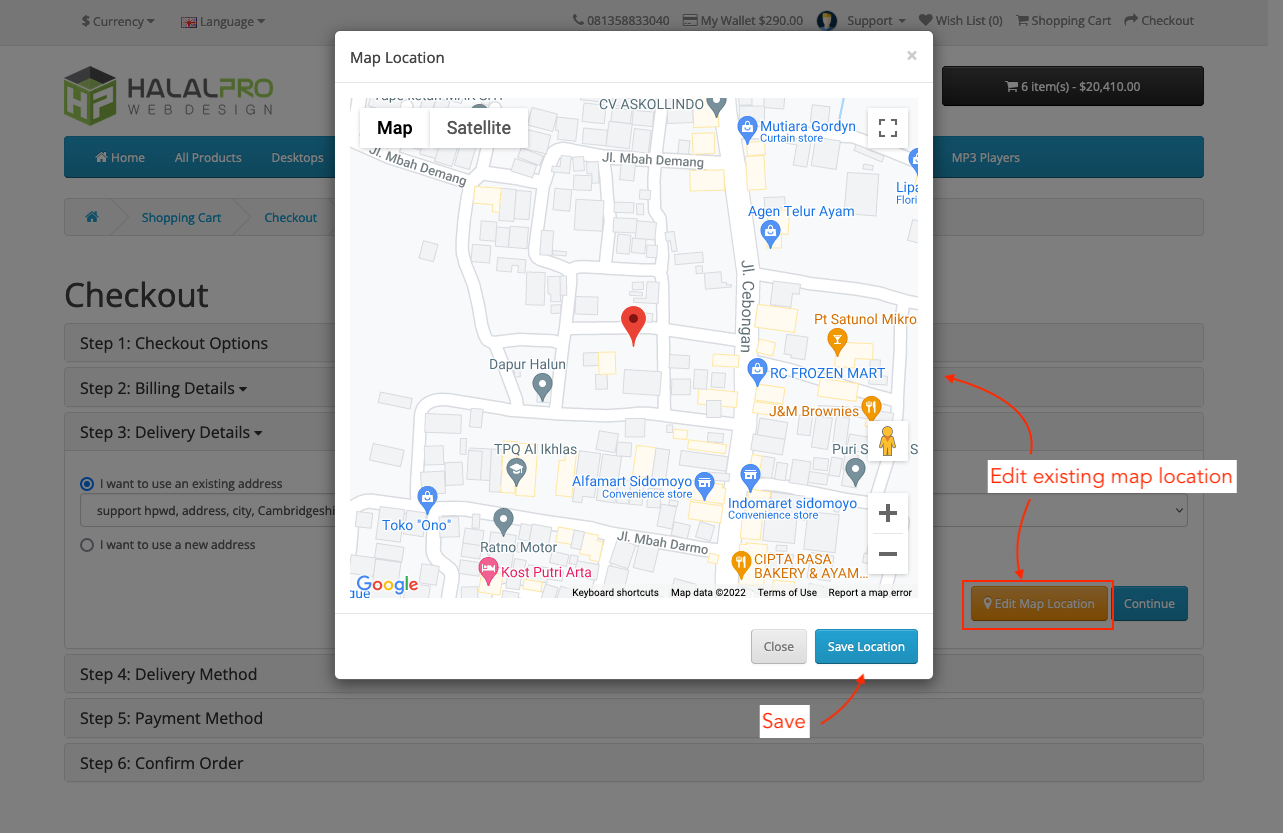 $ Currency
Language
081358833040
My Wallet $290.00
Support
Wish List (0)
Shopping Cart
Checkout
HALALPRO
WEB DESIGN
6 item(s) - $20,410.00
Home
All Products
Desktops
MP3 Players
Shopping Cart
Checkout
Checkout
Step 1: Checkout Options
Step 2: Billing Details
Step 3: Delivery Details
I want to use an existing address
support hpwd, address, city, Cambridgeshi
I want to use a new address
Edit Map Location
Continue
Step 4: Delivery Method
Step 5: Payment Method
Step 6: Confirm Order
Map Location
×
Map
Satellite
CV ASKOLLINDO
Mutiara Gordyn
Curtain store
Jl. Mbah Demang
Jl. Mbah Demang
Lipa
Flori
Agen Telur Ayam
Jl. Cebongan
Pt Satunol Mikro
Dapur Halun
RC FROZEN MART
J&M Brownies
TPQ Al Ikhlas
Puri S
S
Alfamart Sidomoyo
Convenience store
Indomaret sidomoyo
Convenience store
Toko "Ono"
Ratno Motor
Jl. Mbah Darmo
CIPTA RASA
BAKERY & AYAM...
Kost Putri Arta
Google
que
Keyboard shortcuts
Map data ©2022
Terms of Use
Report a map error
Close
Save Location
Edit existing map location
Save